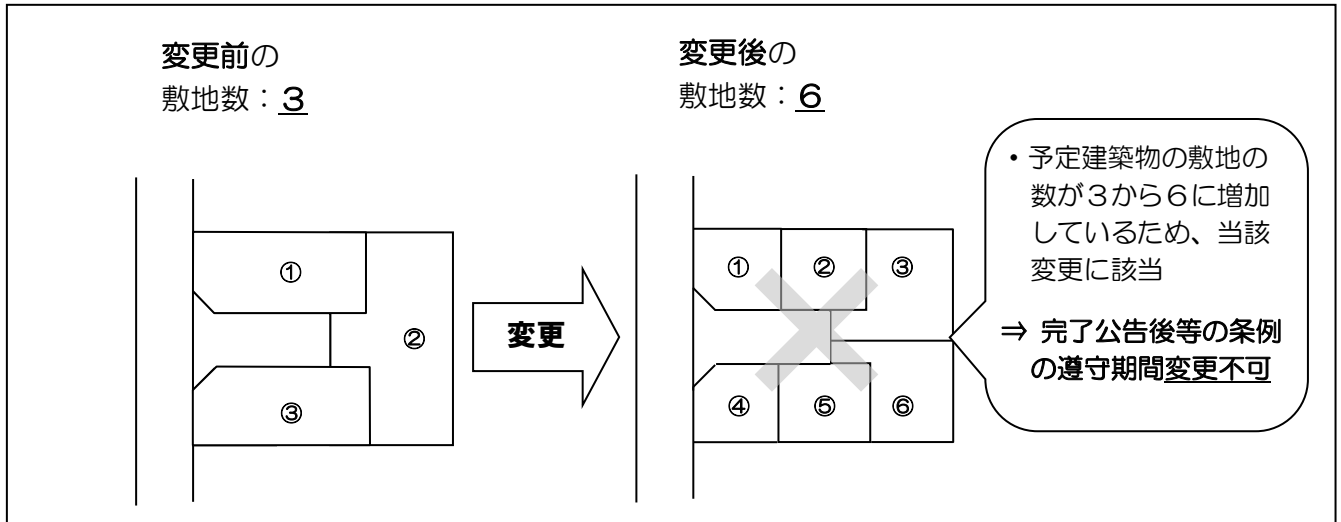 変更前の
敷地数：３
①
②
③
変更
変更後の
敷地数：６
①
②
③
④
⑤
⑥
・予定建築物の敷地の
数が３から６に増加
しているため、当該
変更に該当
⇒ 完了公告後等の条例
の遵守期間変更不可